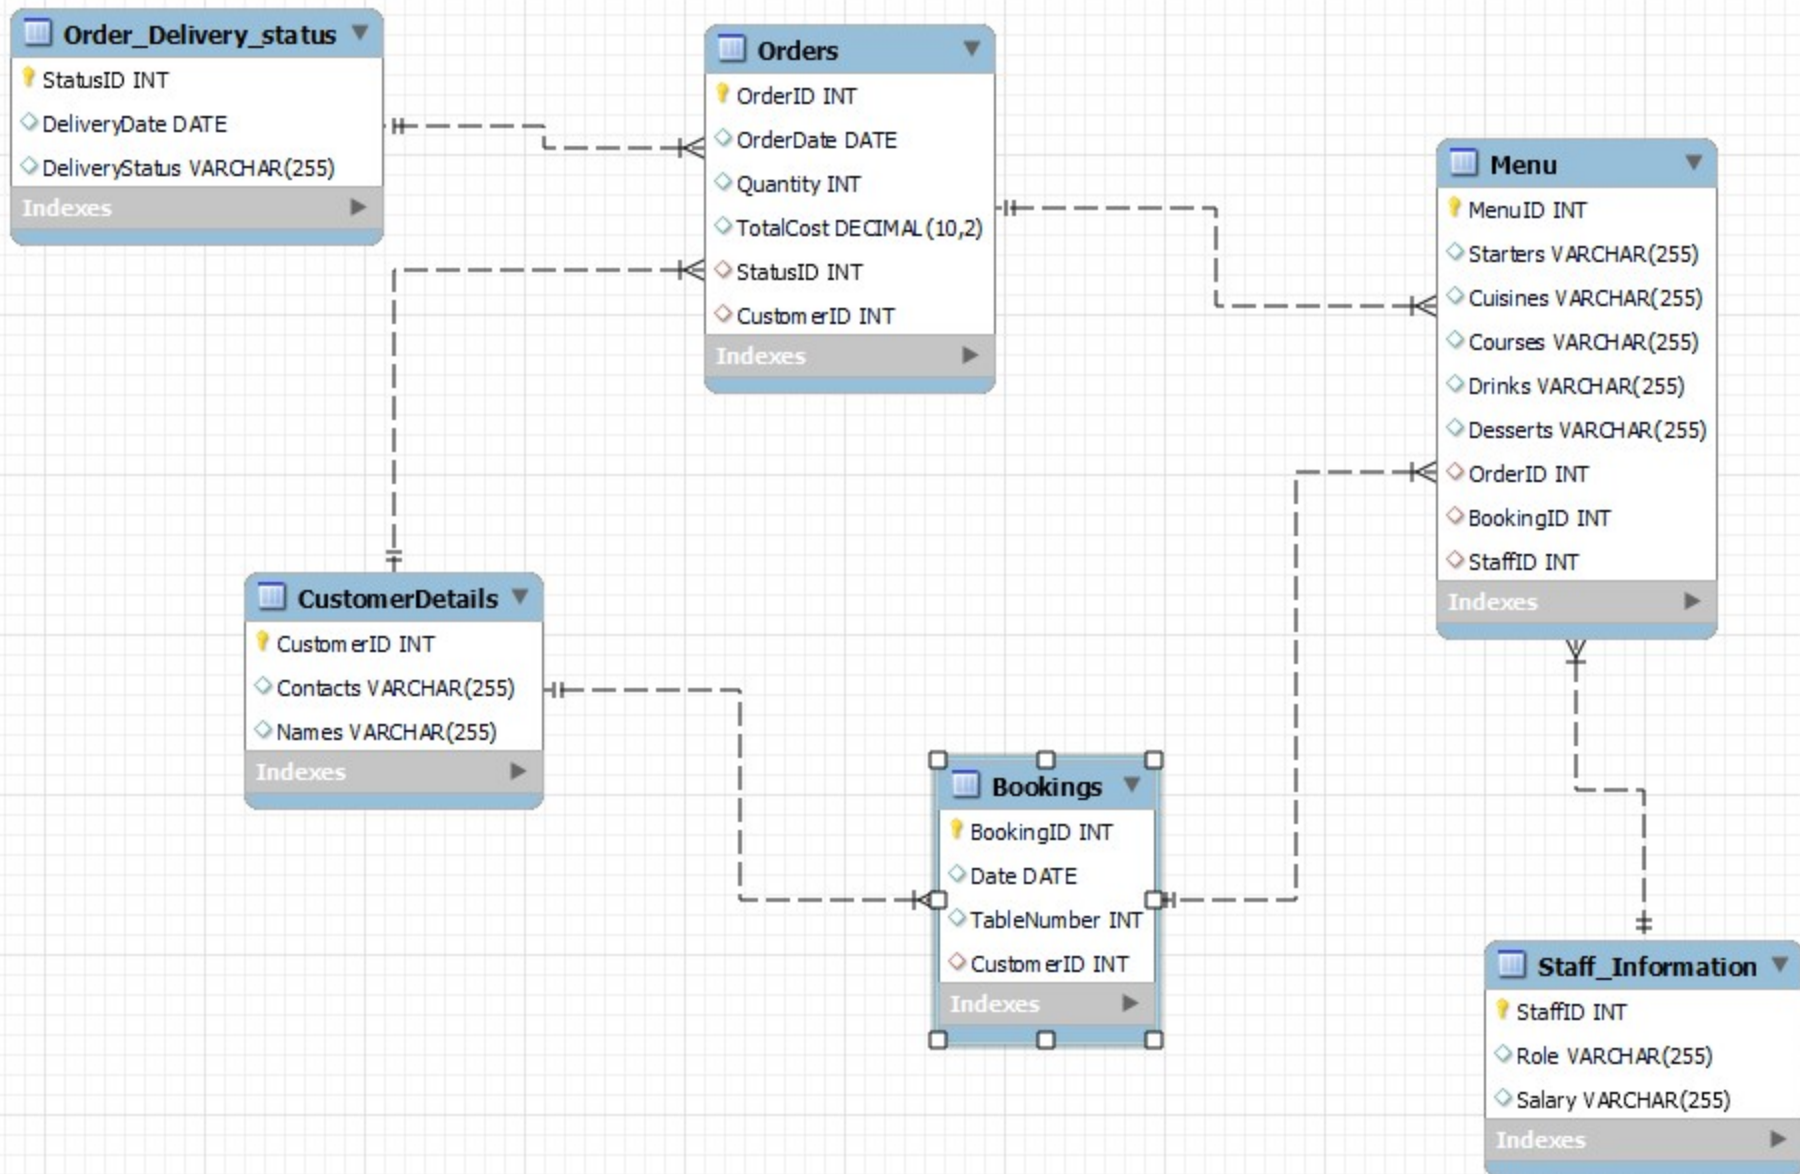 Order_Delivery_status
StatusID INT
DeliveryDate DATE
DeliveryStatus VARCHAR(255)
Indexes
Orders
OrderID INT
OrderDate DATE
Quantity INT
TotalCost DECIMAL(10,2)
StatusID INT
CustomerID INT
Indexes
Menu
MenuID INT
Starters VARCHAR(255)
Cuisines VARCHAR(255)
Courses VARCHAR(255)
Drinks VARCHAR(255)
Desserts VARCHAR(255)
OrderID INT
BookingID INT
StaffID INT
Indexes
CustomerDetails
CustomerID INT
Contacts VARCHAR(255)
Names VARCHAR(255)
Indexes
Bookings
BookingID INT
Date DATE
TableNumber INT
CustomerID INT
Indexes
Staff_Information
StaffID INT
Role VARCHAR(255)
Salary VARCHAR(255)
Indexes